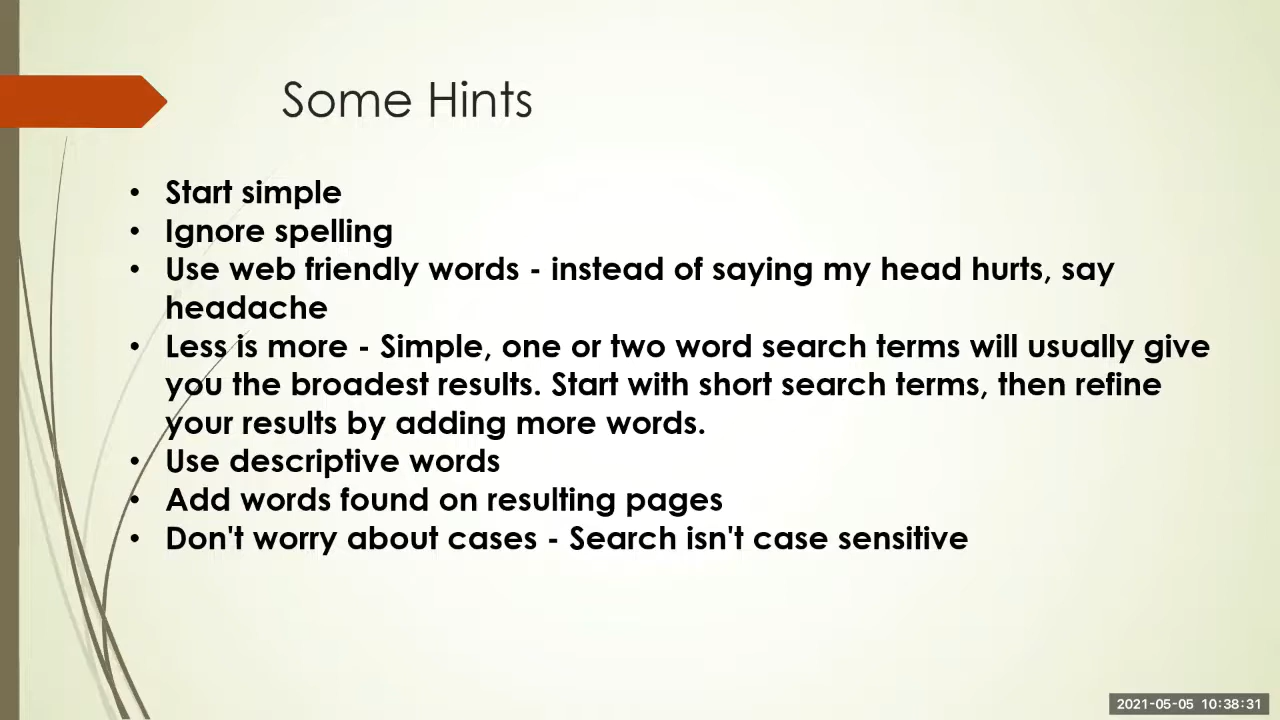 Some Hints
• Start simple
• Ignore spelling
• Use web friendly words - instead of saying my head hurts, say
headache
• Less is more - Simple, one or two word search terms will usually give
you the broadest results. Start with short search terms, then refine
your results by adding more words.
• Use descriptive words
• Add words found on resulting pages
• Don't worry about cases - Search isn't case sensitive
2021-05-05 10:38:31